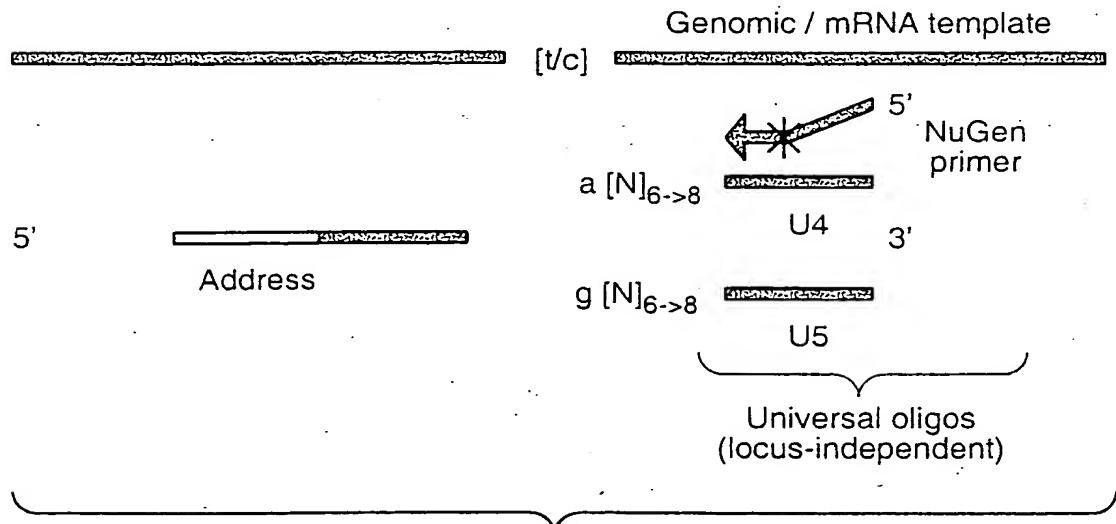 Genomic / mRNA template
[t/c]
5'
NuGen
primer
a [N]6->8
U4
5'
3'
Address
g [N]6->8
U5
Universal oligos
(locus-independent)